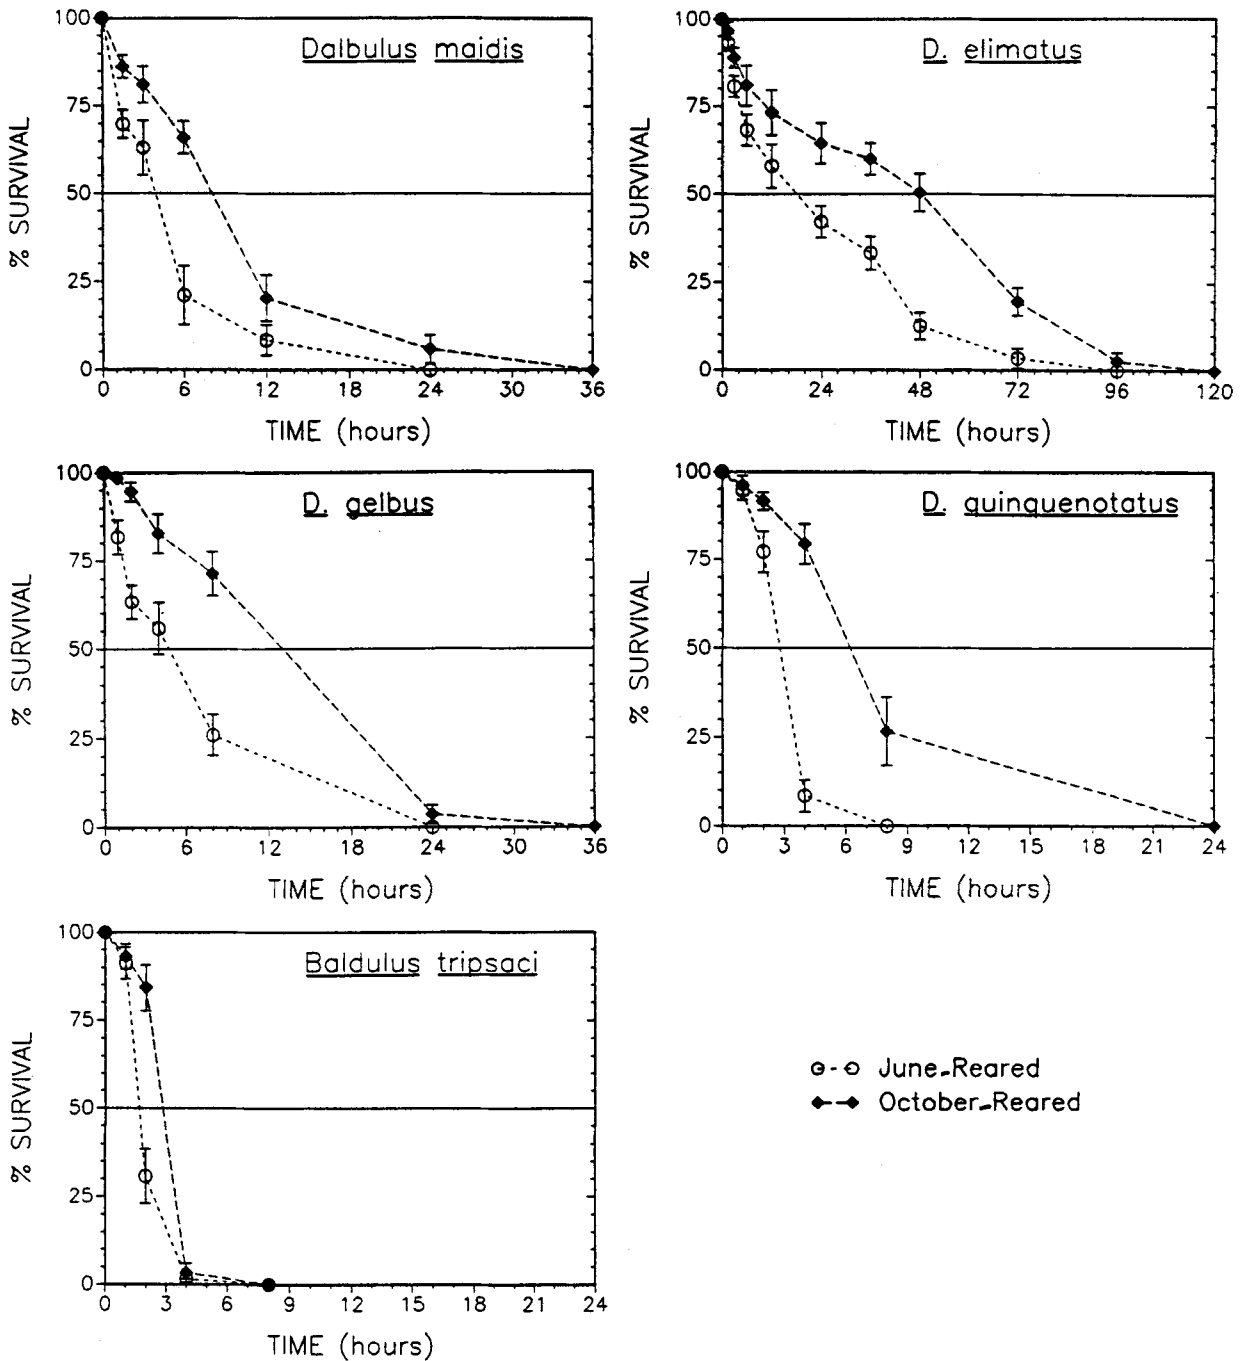 Dalbulus maidis
% SURVIVAL
100
75
50
25
0
0 6 12 18 24 30 36
TIME (hours)
D. elimatus
% SURVIVAL
100
75
50
25
0
0 24 48 72 96 120
TIME (hours)
D. gelbus
% SURVIVAL
100
75
50
25
0
0 6 12 18 24 30 36
TIME (hours)
D. quinquenotatus
% SURVIVAL
100
75
50
25
0
0 3 6 9 12 15 18 21 24
TIME (hours)
Baldulus tripsaci
% SURVIVAL
100
75
50
25
0
0 3 6 9 12 15 18 21 24
TIME (hours)
June-Reared
October-Reared